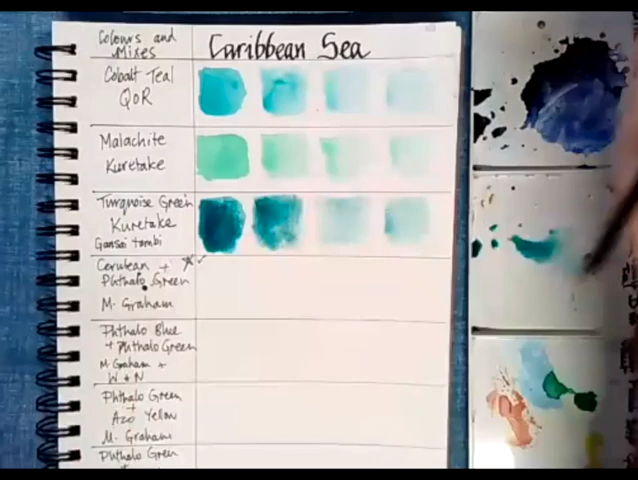 Colours and
Mixes
Caribbean Sea
Cobalt Teal
QoR
Malachite
Kuretake
Turquoise Green
Kuretake
Gansai tambi
Cerulean +
Phthalo Green
M. Graham
Phthalo Blue
+ Phthalo Green
M. Graham +
W + N
Phthalo Green
+
Azo Yellow
M. Graham
Phthalo Green